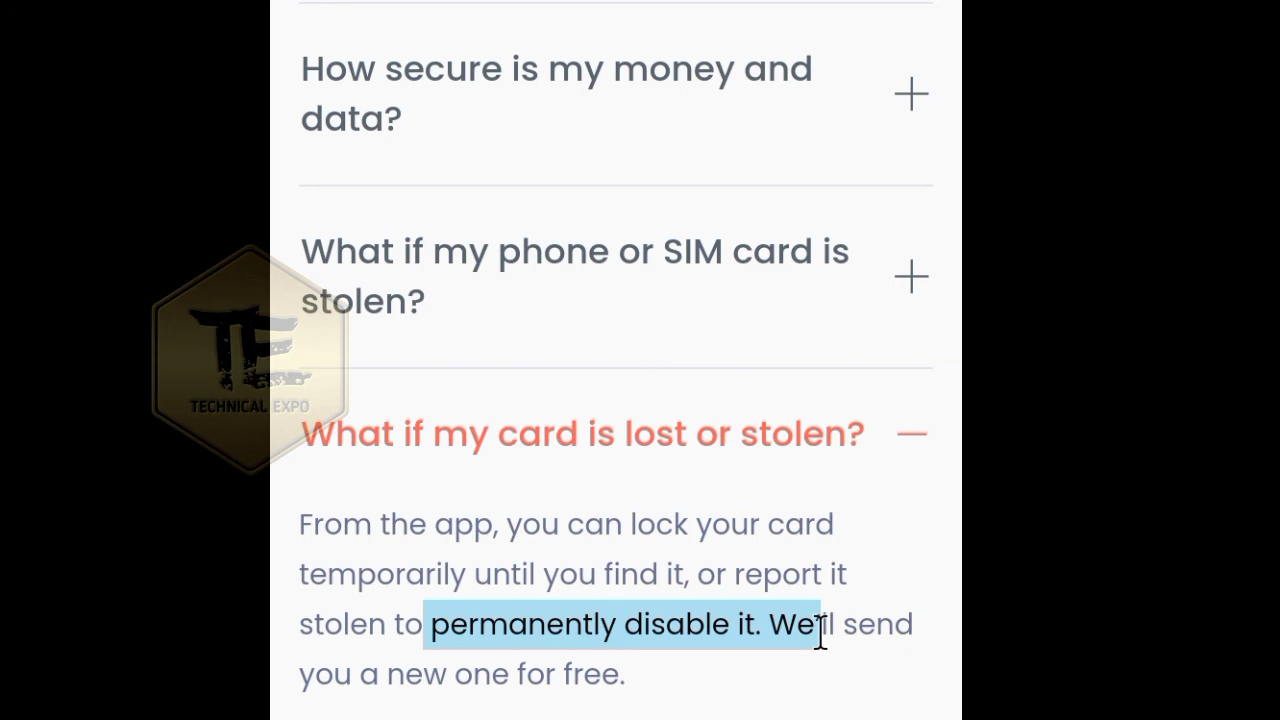 How secure is my money and
data?
What if my phone or SIM card is
stolen?
TE
TECHNICAL EXPO
What if my card is lost or stolen?
From the app, you can lock your card
temporarily until you find it, or report it
stolen to permanently disable it. We'll send
you a new one for free.